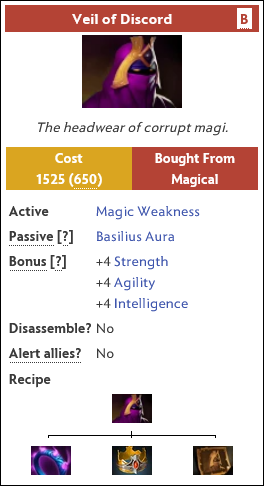 Veil of Discord B
The headwear of corrupt magi.
Cost
1525 (650)
Bought From
Magical
Active Magic Weakness
Passive [?] Basilius Aura
Bonus [?] +4 Strength
+4 Agility
+4 Intelligence
Disassemble? No
Alert allies? No
Recipe